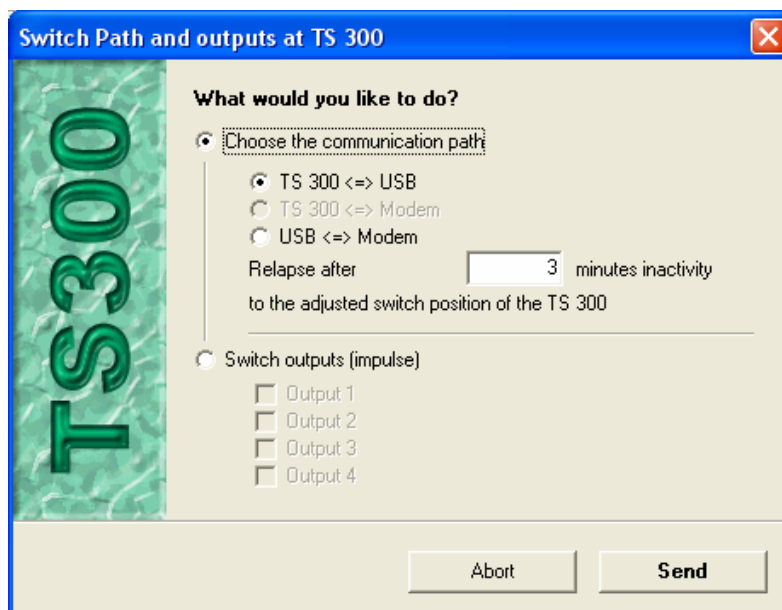 Switch Path and outputs at TS 300
TS300
What would you like to do?
Choose the communication path
TS 300 <=> USB
TS 300 <=> Modem
USB <=> Modem
Relapse after 3 minutes inactivity
to the adjusted switch position of the TS 300
Switch outputs (impulse)
Output 1
Output 2
Output 3
Output 4
Abort Send